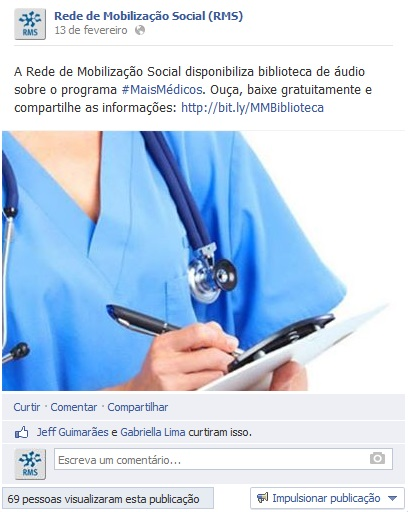 RMS
Rede de Mobilização Social (RMS)
13 de fevereiro
A Rede de Mobilização Social disponibiliza biblioteca de áudio
sobre o programa #MaisMédicos. Ouça, baixe gratuitamente e
compartilhe as informações: http://bit.ly/MMBiblioteca
Curtir · Comentar · Compartilhar
Jeff Guimarães e Gabriella Lima curtiram isso.
RMS
Escreva um comentário...
69 pessoas visualizaram esta publicação
Impulsionar publicação